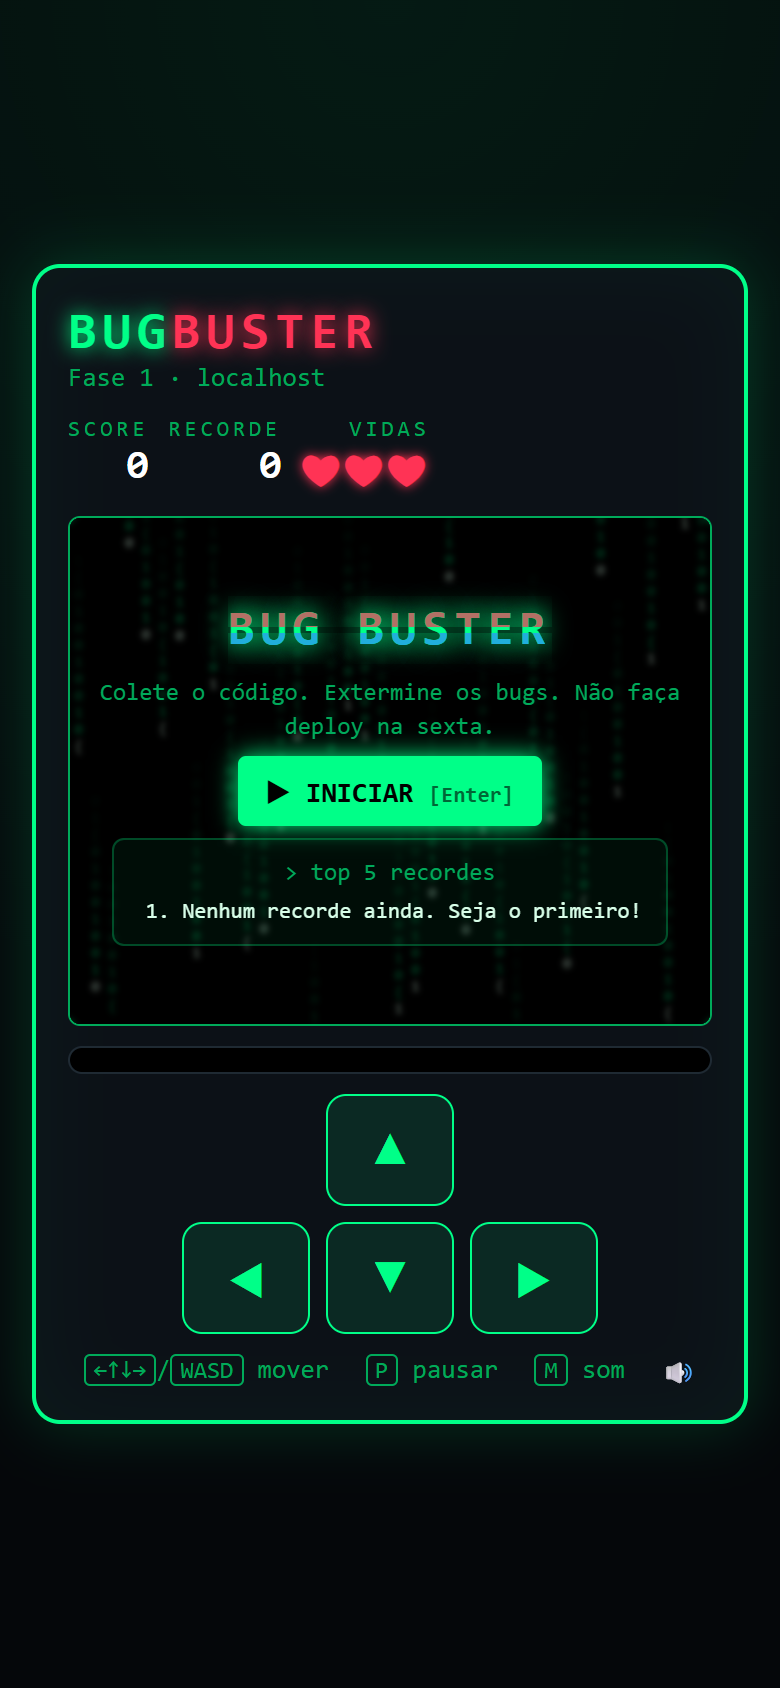 BUGBUSTER
Fase 1 · localhost
SCORE RECORDE VIDAS
0 0
BUG BUSTER
Colete o código. Extermine os bugs. Não faça
deploy na sexta.
▶ INICIAR [Enter]
> top 5 recordes
1. Nenhum recorde ainda. Seja o primeiro!
▲
◀ ▼ ▶
←↑↓→/WASD mover P pausar M som